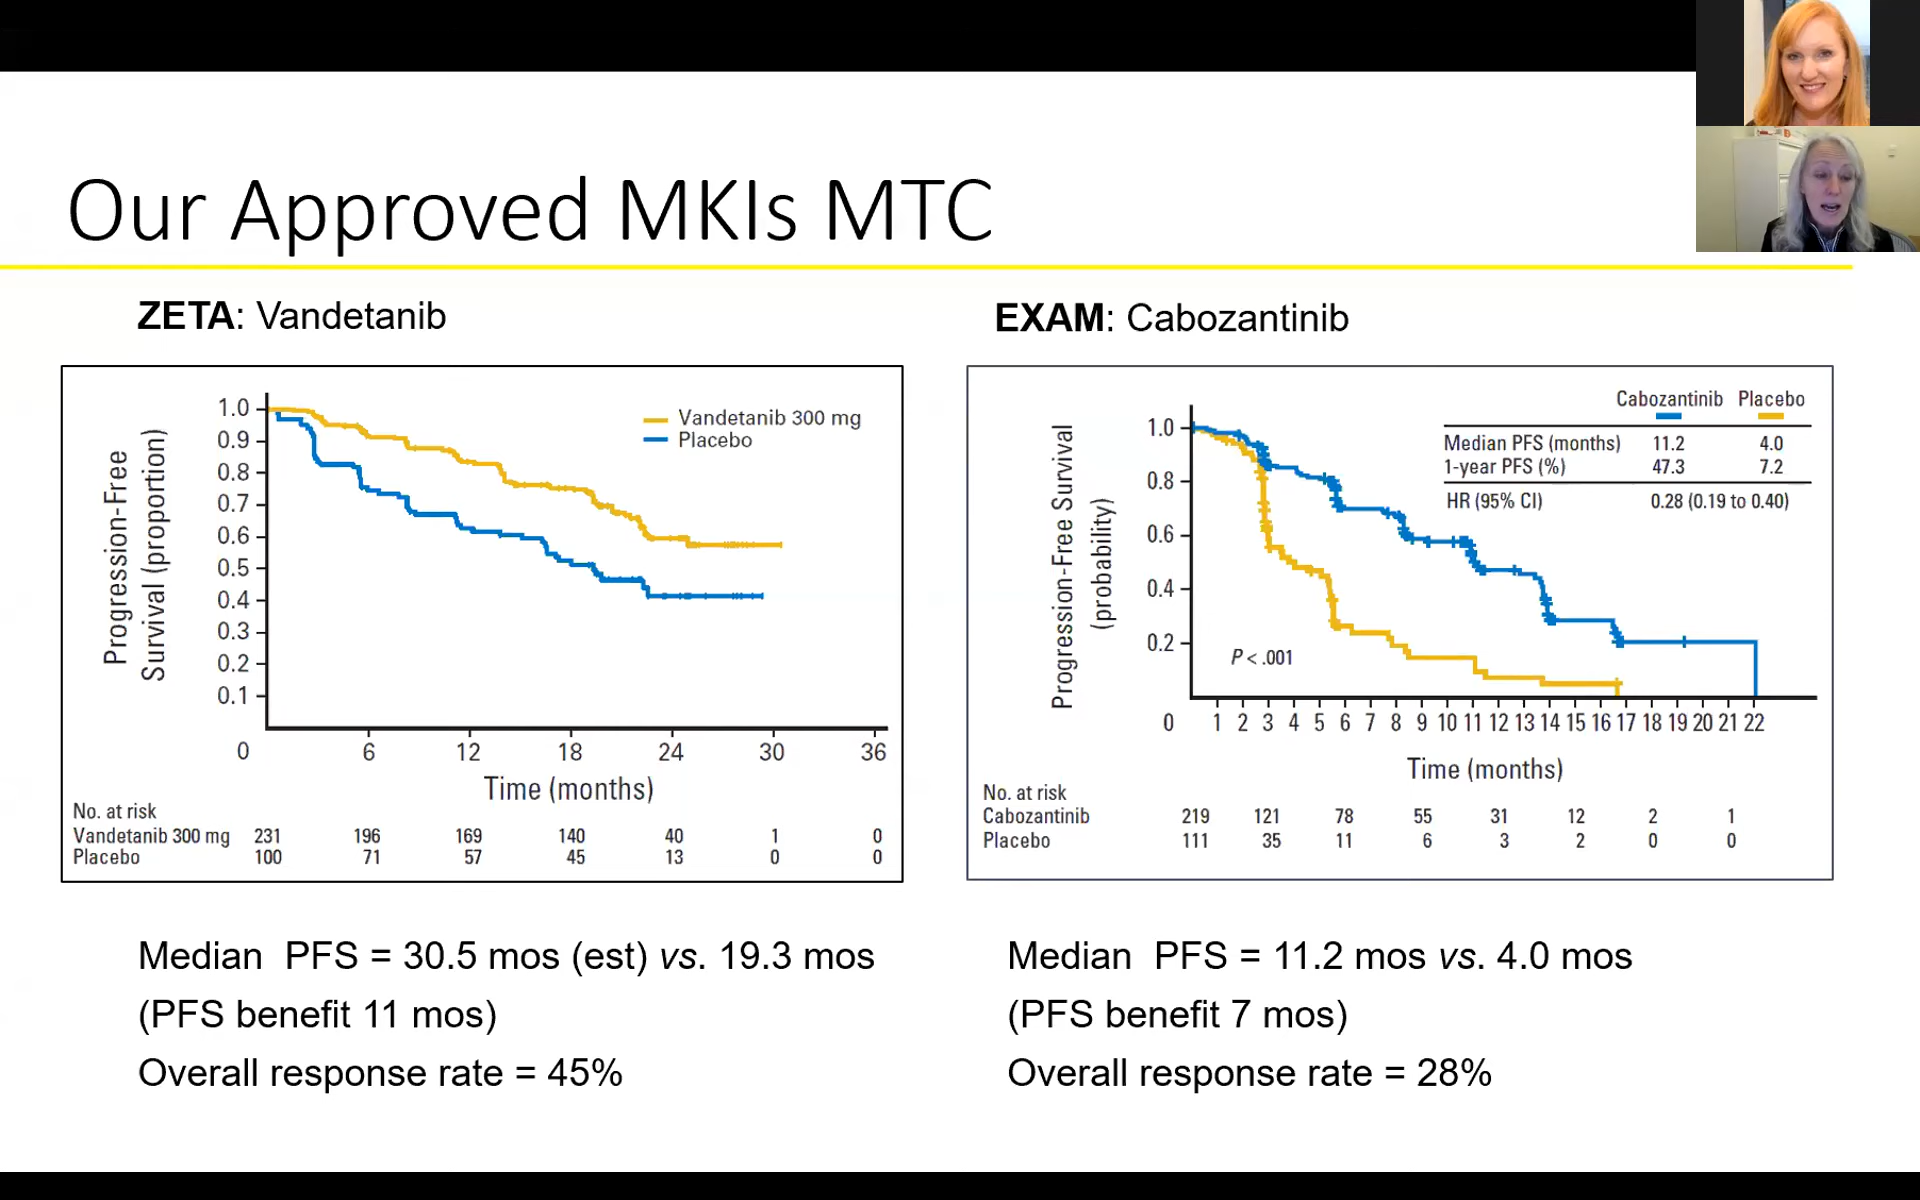 Our Approved MKIs MTC
ZETA: Vandetanib
Progression-Free
Survival (proportion)
1.0
0.9
0.8
0.7
0.6
0.5
0.4
0.3
0.2
0.1
0 6 12 18 24 30 36
Time (months)
Vandetanib 300 mg
Placebo
No. at risk
Vandetanib 300 mg 231 196 169 140 40 1 0
Placebo 100 71 57 45 13 0 0
Median PFS = 30.5 mos (est) vs. 19.3 mos
(PFS benefit 11 mos)
Overall response rate = 45%
EXAM: Cabozantinib
Progression-Free Survival
(probability)
1.0
0.8
0.6
0.4
0.2
0 1 2 3 4 5 6 7 8 9 10 11 12 13 14 15 16 17 18 19 20 21 22
Time (months)
Cabozantinib Placebo
Median PFS (months) 11.2 4.0
1-year PFS (%) 47.3 7.2
HR (95% CI) 0.28 (0.19 to 0.40)
P < .001
No. at risk
Cabozantinib 219 121 78 55 31 12 2 1
Placebo 111 35 11 6 3 2 0 0
Median PFS = 11.2 mos vs. 4.0 mos
(PFS benefit 7 mos)
Overall response rate = 28%